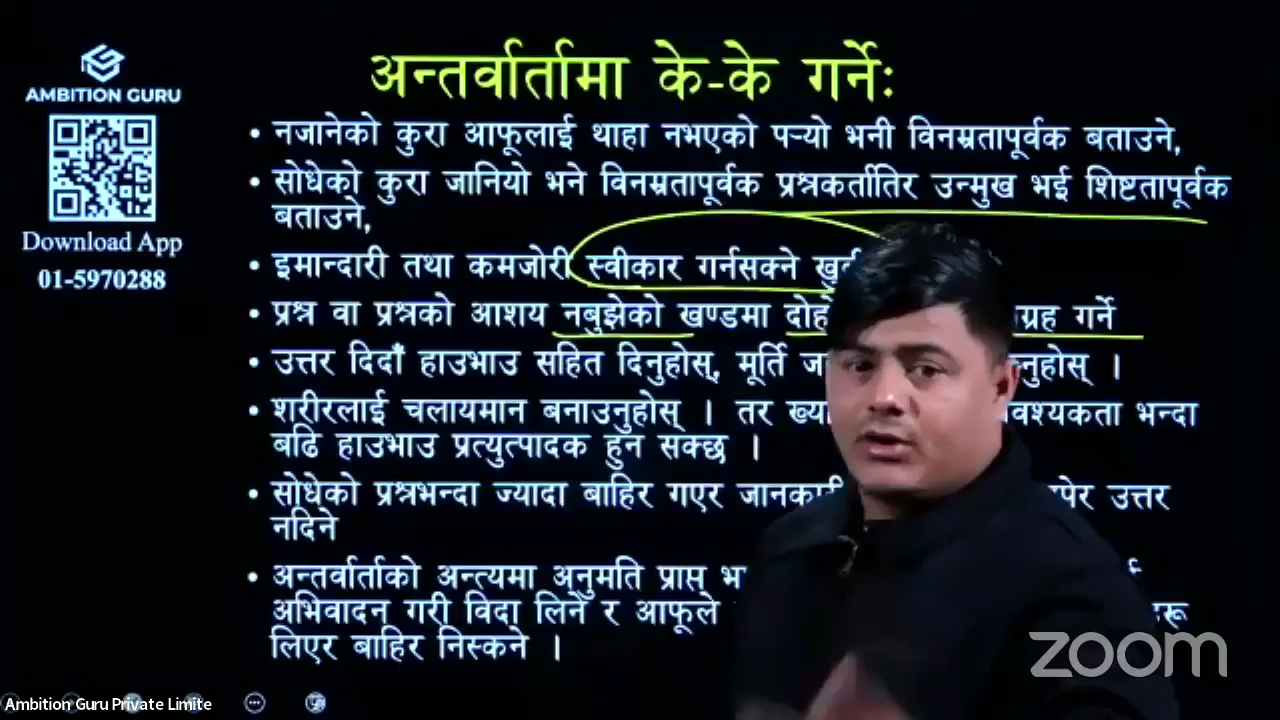 AMBITION GURU
Download App
01-5970288
अन्तर्वार्तामा के-के गर्नेः
• नजानेको कुरा आफूलाई थाहा नभएको पर्‍यो भनी विनम्रतापूर्वक बताउने,
• सोधेको कुरा जानियो भने विनम्रतापूर्वक प्रश्नकर्तातिर उन्मुख भई शिष्टतापूर्वक
बताउने,
• इमान्दारी तथा कमजोरी स्वीकार गर्नसक्ने
• प्रश्न वा प्रश्नको आशय नबुझेको खण्डमा गर्ने
• उत्तर दिदाँ हाउभाउ सहित दिनुहोस्, मूर्ति ।
• शरीरलाई चलायमान बनाउनुहोस् । तर भन्दा
बढि हाउभाउ प्रत्युत्पादक हुन सक्छ ।
• सोधेको प्रश्नभन्दा ज्यादा बाहिर गएर उत्तर
नदिने
• अन्तर्वार्ताको अन्त्यमा अनुमति प्राप्त
अभिवादन गरी विदा लिने र आफूले
लिएर बाहिर निस्कने ।
zoom
Ambition Guru Private Limite